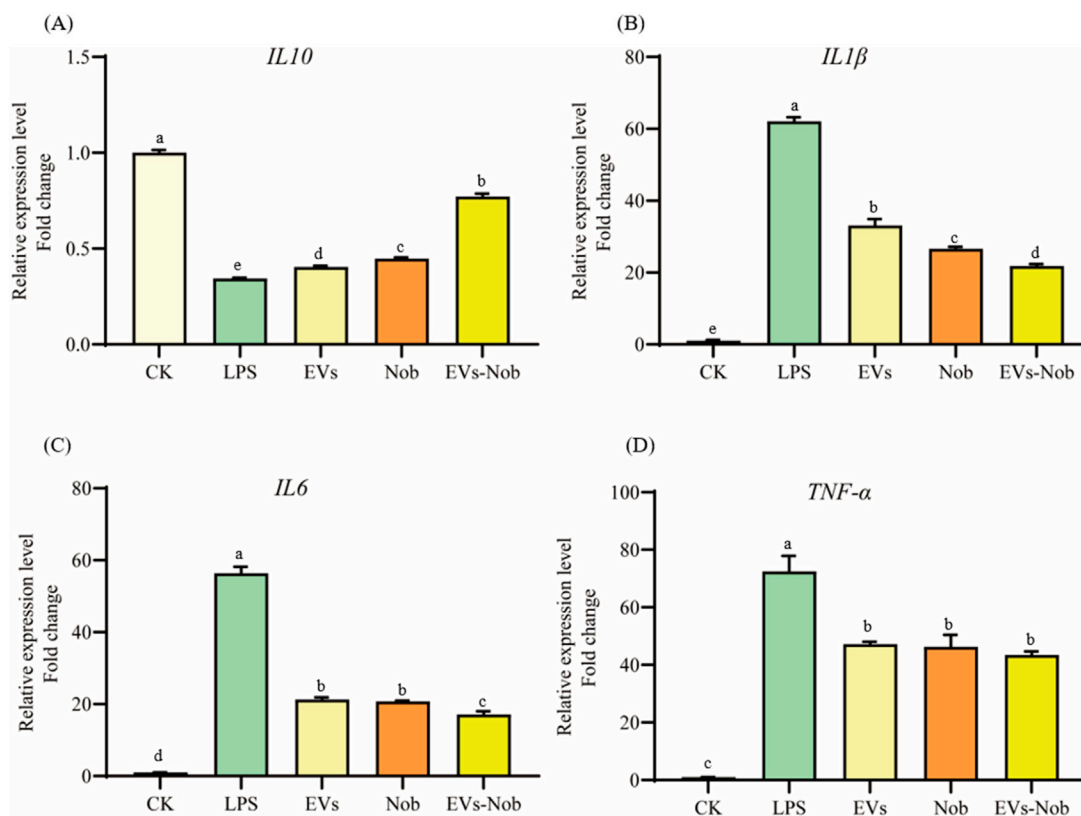 (A)
IL10
Relative expression level
Fold change
1.5
1.0
0.5
0.0
a
e
d
c
b
CK LPS EVs Nob EVs-Nob
(B)
IL1β
Relative expression level
Fold change
80
60
40
20
0
e
a
b
c
d
CK LPS EVs Nob EVs-Nob
(C)
IL6
Relative expression level
Fold change
80
60
40
20
0
d
a
b
b
c
CK LPS EVs Nob EVs-Nob
(D)
TNF-α
Relative expression level
Fold change
100
80
60
40
20
0
c
a
b
b
b
CK LPS EVs Nob EVs-Nob